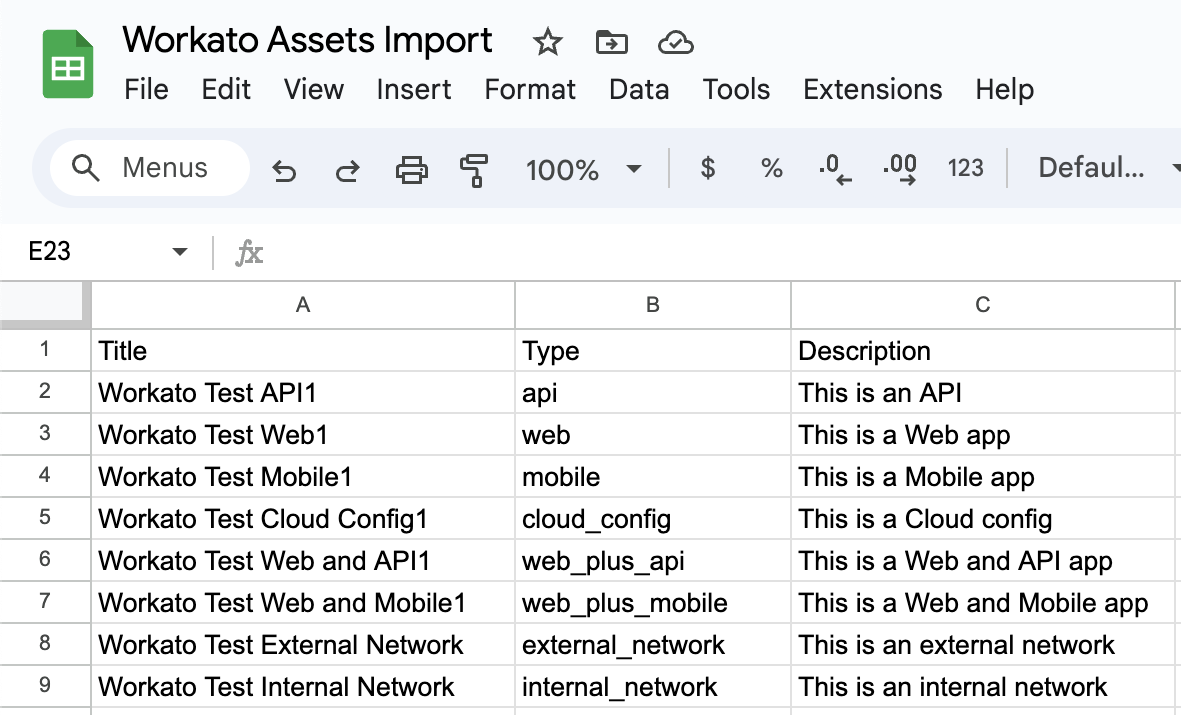 Workato Assets Import
File Edit View Insert Format Data Tools Extensions Help
Menus 100% $ % .0 .00 123 Defaul...
E23 fx
A B C
1 Title Type Description
2 Workato Test API1 api This is an API
3 Workato Test Web1 web This is a Web app
4 Workato Test Mobile1 mobile This is a Mobile app
5 Workato Test Cloud Config1 cloud_config This is a Cloud config
6 Workato Test Web and API1 web_plus_api This is a Web and API app
7 Workato Test Web and Mobile1 web_plus_mobile This is a Web and Mobile app
8 Workato Test External Network external_network This is an external network
9 Workato Test Internal Network internal_network This is an internal network